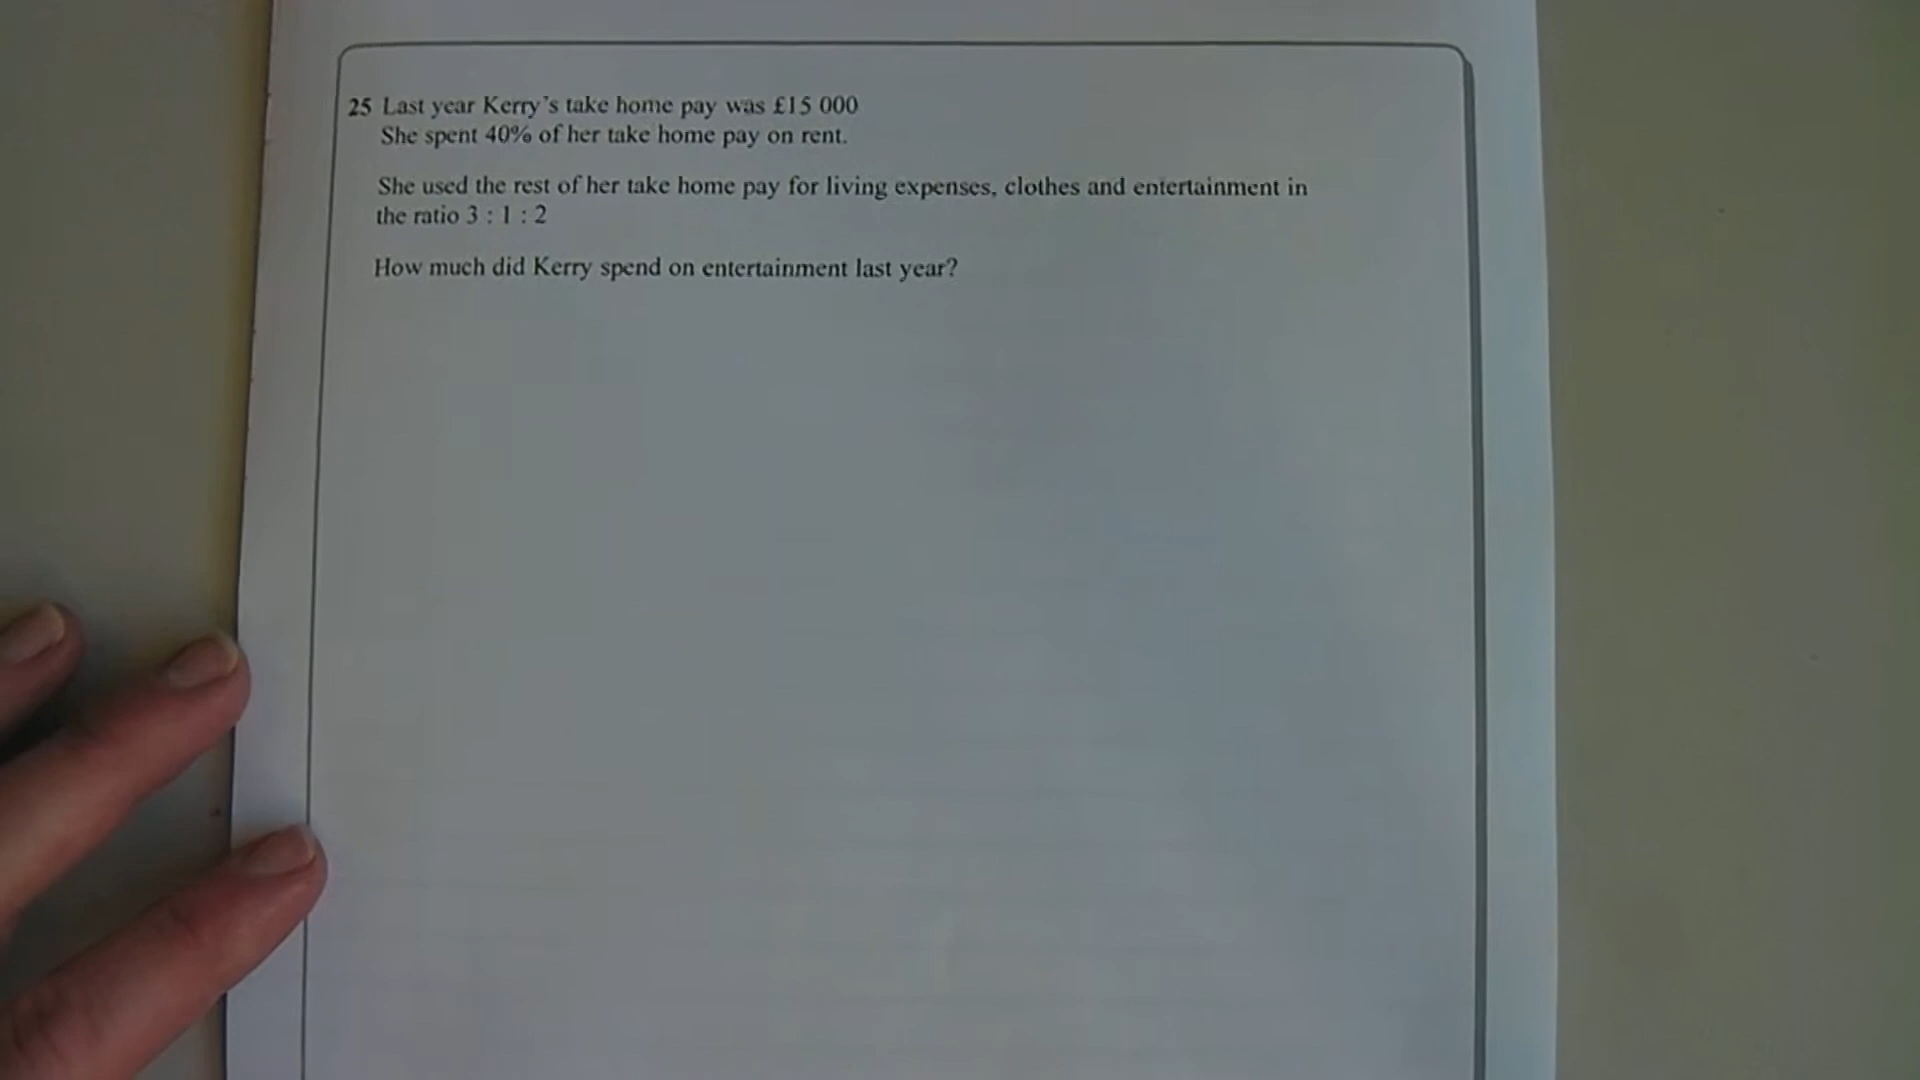 25 Last year Kerry's take home pay was £15 000
She spent 40% of her take home pay on rent.
She used the rest of her take home pay for living expenses, clothes and entertainment in
the ratio 3 : 1 : 2
How much did Kerry spend on entertainment last year?